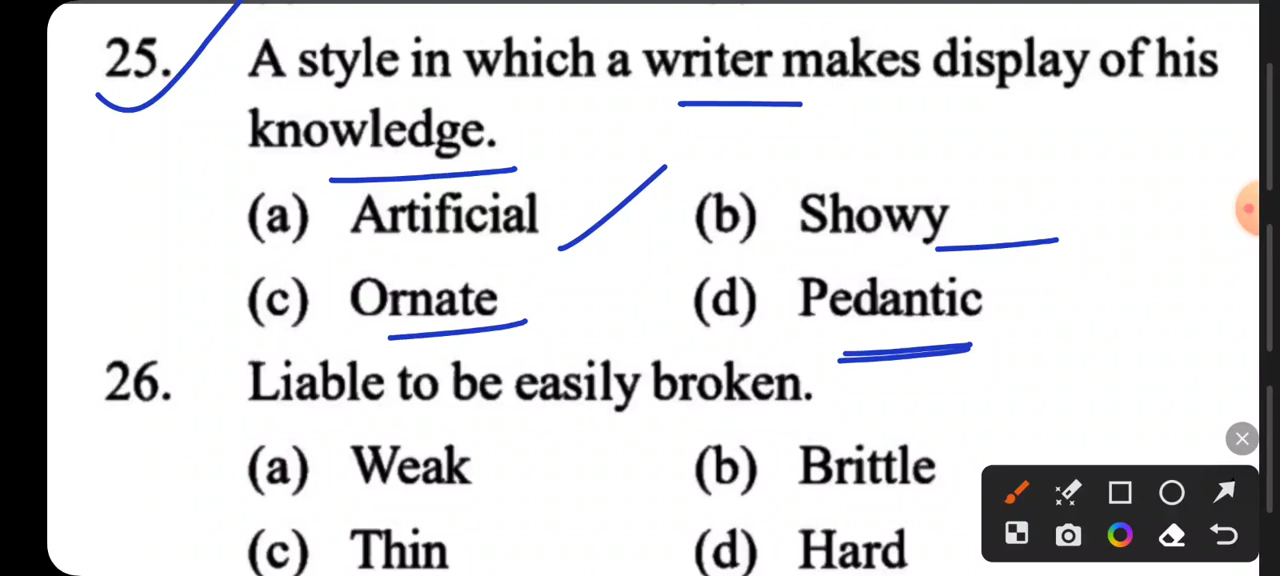 25. A style in which a writer makes display of his
knowledge.
(a) Artificial (b) Showy
(c) Ornate (d) Pedantic
26. Liable to be easily broken.
(a) Weak (b) Brittle
(c) Thin (d) Hard